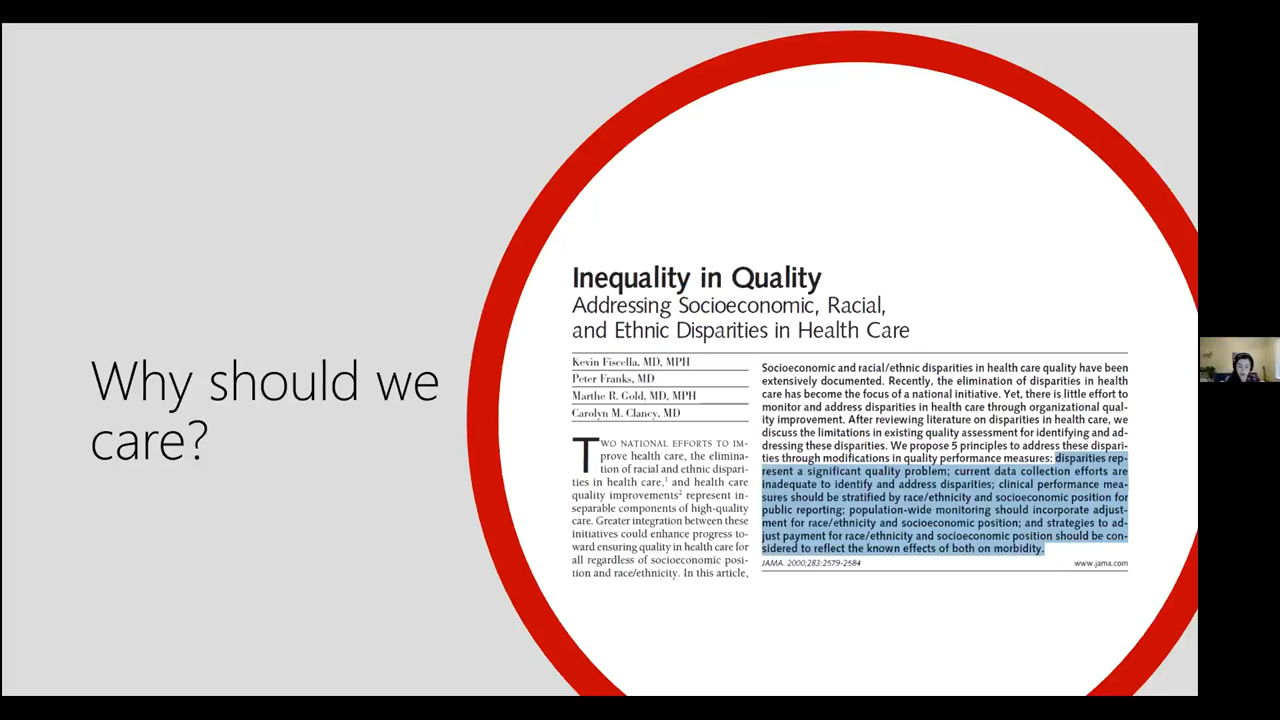 Why should we
care?
Inequality in Quality
Addressing Socioeconomic, Racial,
and Ethnic Disparities in Health Care
Kevin Fiscella, MD, MPH
Peter Franks, MD
Marthe R. Gold, MD, MPH
Carolyn M. Clancy, MD
TWO NATIONAL EFFORTS TO IM-
prove health care, the elimina-
tion of racial and ethnic dispari-
ties in health care,1 and health care
quality improvements2 represent in-
separable components of high-quality
care. Greater integration between these
initiatives could enhance progress to-
ward ensuring quality in health care for
all regardless of socioeconomic posi-
tion and race/ethnicity. In this article,
Socioeconomic and racial/ethnic disparities in health care quality have been
extensively documented. Recently, the elimination of disparities in health
care has become the focus of a national initiative. Yet, there is little effort to
monitor and address disparities in health care through organizational qual-
ity improvement. After reviewing literature on disparities in health care, we
discuss the limitations in existing quality assessment for identifying and ad-
dressing these disparities. We propose 5 principles to address these dispari-
ties through modifications in quality performance measures: disparities rep-
resent a significant quality problem; current data collection efforts are
inadequate to identify and address disparities; clinical performance mea-
sures should be stratified by race/ethnicity and socioeconomic position for
public reporting; population-wide monitoring should incorporate adjust-
ment for race/ethnicity and socioeconomic position; and strategies to ad-
just payment for race/ethnicity and socioeconomic position should be con-
sidered to reflect the known effects of both on morbidity.
JAMA. 2000;283:2579-2584
www.jama.com